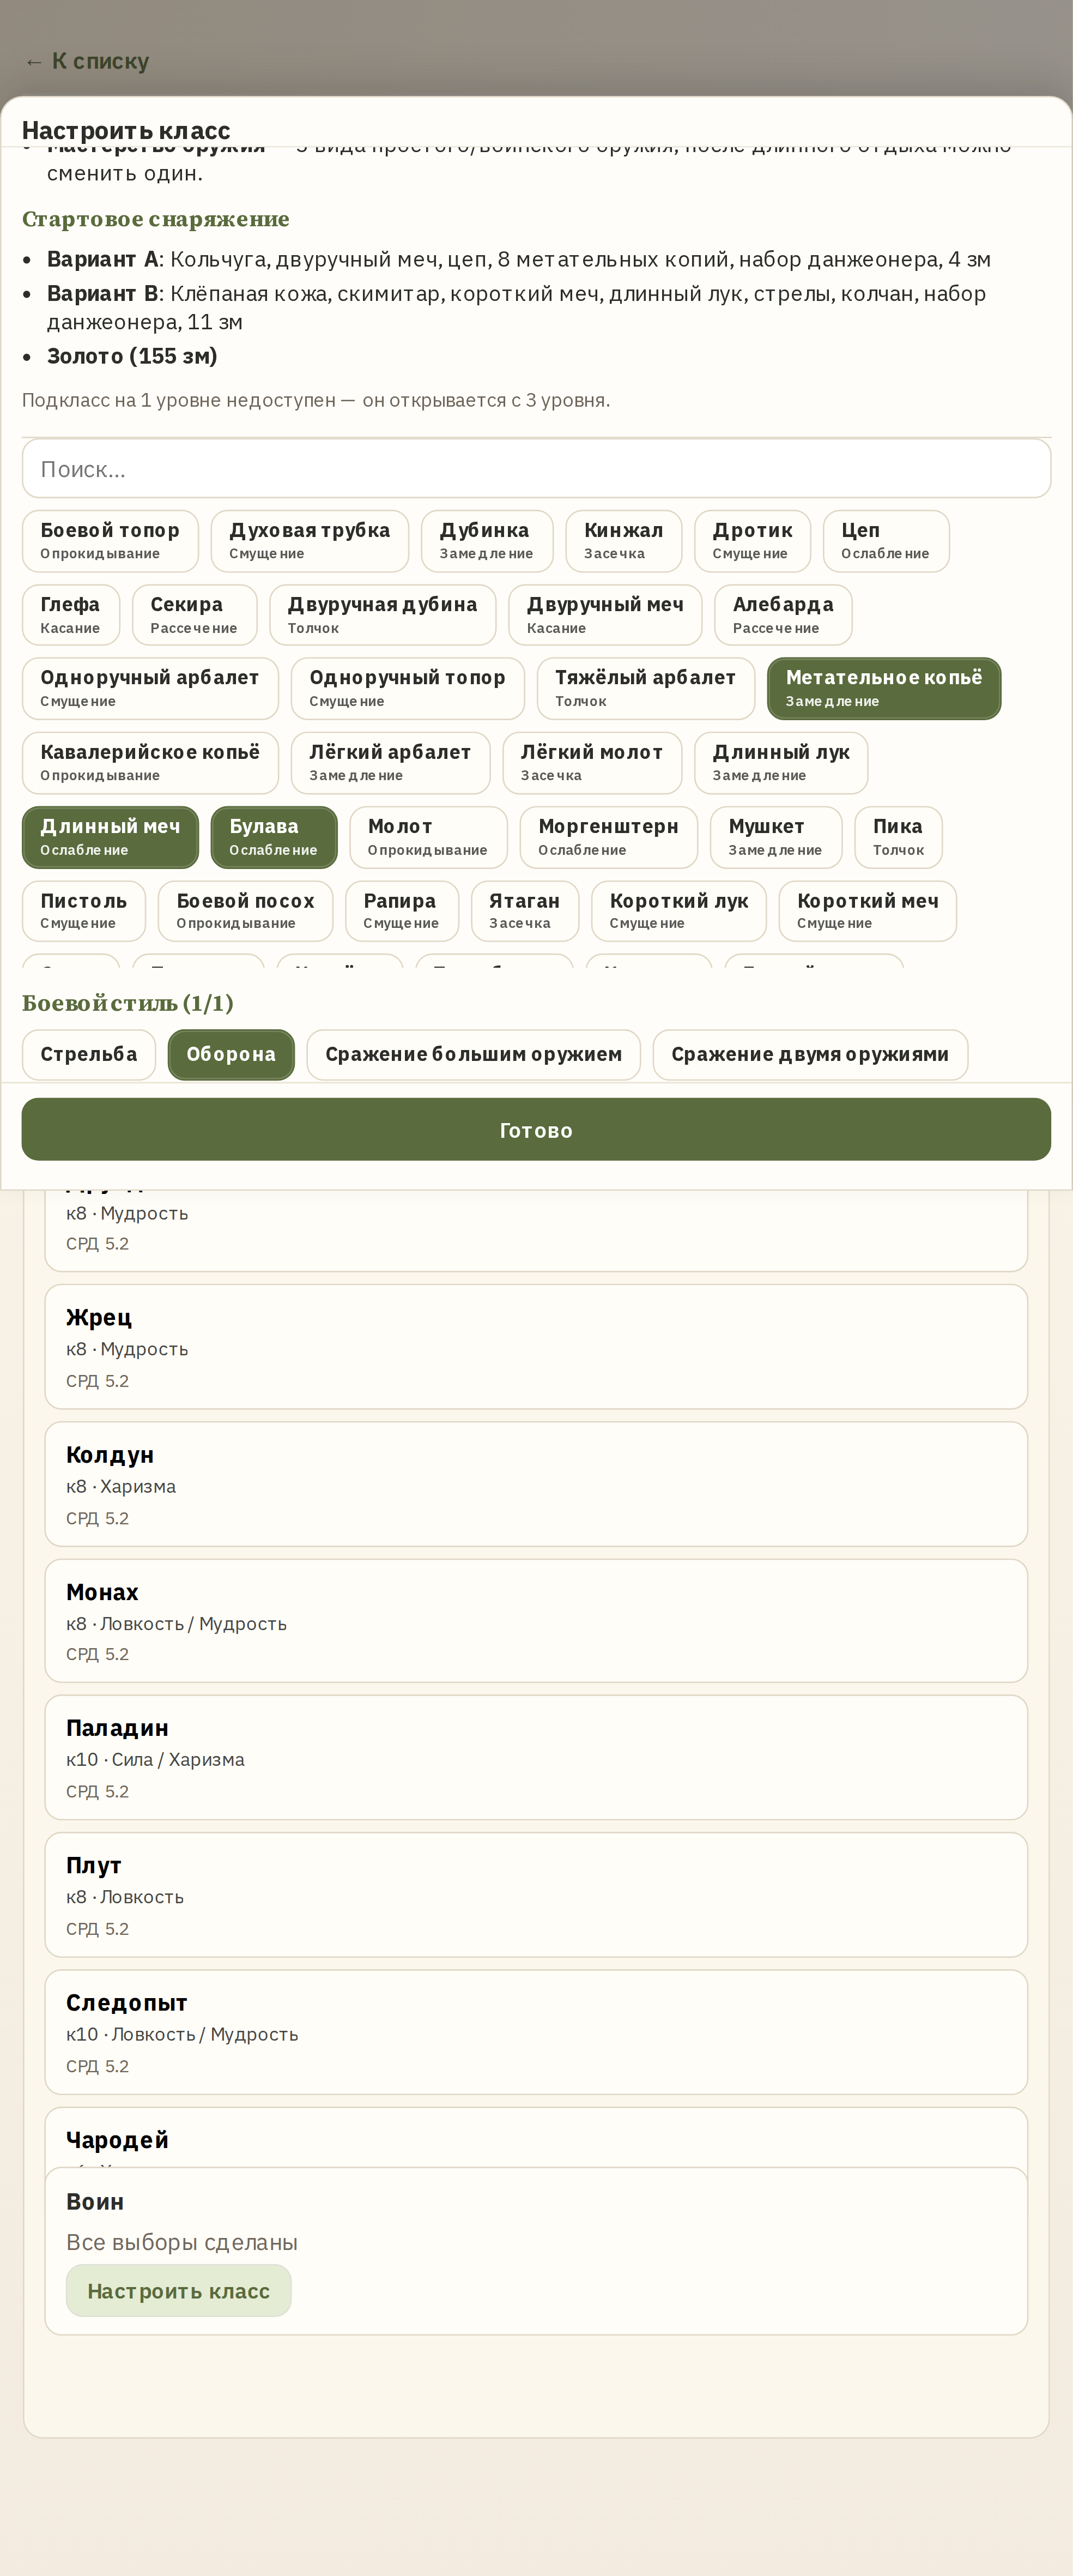 ← К списку
Настроить класс
сменить один.
Стартовое снаряжение
• Вариант A: Кольчуга, двуручный меч, цеп, 8 метательных копий, набор данжеонера, 4 зм
• Вариант B: Клёпаная кожа, скимитар, короткий меч, длинный лук, стрелы, колчан, набор
данжеонера, 11 зм
• Золото (155 зм)
Подкласс на 1 уровне недоступен — он открывается с 3 уровня.
Поиск...
Боевой топор Духовая трубка Дубинка Кинжал Дротик Цеп
Опрокидывание Смущение Замедление Засечка Смущение Ослабление
Глефа Секира Двуручная дубина Двуручный меч Алебарда
Касание Рассечение Толчок Касание Рассечение
Одноручный арбалет Одноручный топор Тяжёлый арбалет Метательное копьё
Смущение Смущение Толчок Замедление
Кавалерийское копьё Лёгкий арбалет Лёгкий молот Длинный лук
Опрокидывание Замедление Засечка Замедление
Длинный меч Булава Молот Моргенштерн Мушкет Пика
Ослабление Ослабление Опрокидывание Ослабление Замедление Толчок
Пистоль Боевой посох Рапира Ятаган Короткий лук Короткий меч
Смущение Опрокидывание Смущение Засечка Смущение Смущение
Боевой стиль (1/1)
Стрельба Оборона Сражение большим оружием Сражение двумя оружиями
Готово
к8 · Мудрость
СРД 5.2
Жрец
к8 · Мудрость
СРД 5.2
Колдун
к8 · Харизма
СРД 5.2
Монах
к8 · Ловкость / Мудрость
СРД 5.2
Паладин
к10 · Сила / Харизма
СРД 5.2
Плут
к8 · Ловкость
СРД 5.2
Следопыт
к10 · Ловкость / Мудрость
СРД 5.2
Чародей
Воин
Все выборы сделаны
Настроить класс